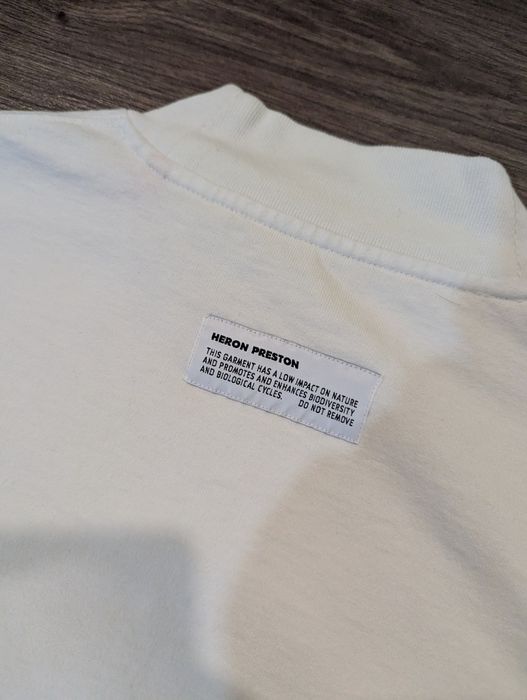 HERON PRESTON
THIS GARMENT HAS A LOW IMPACT ON NATURE
AND PROMOTES AND ENHANCES BIODIVERSITY
AND BIOLOGICAL CYCLES. DO NOT REMOVE